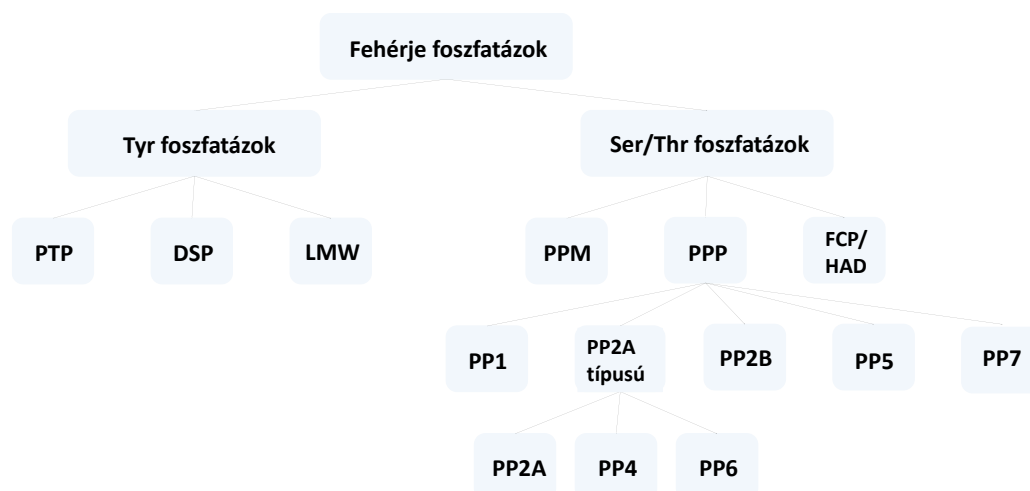 Fehérje foszfatázok
Tyr foszfatázok
Ser/Thr foszfatázok
PTP
DSP
LMW
PPM
PPP
FCP/
HAD
PP1
PP2A
típusú
PP2B
PP5
PP7
PP2A
PP4
PP6